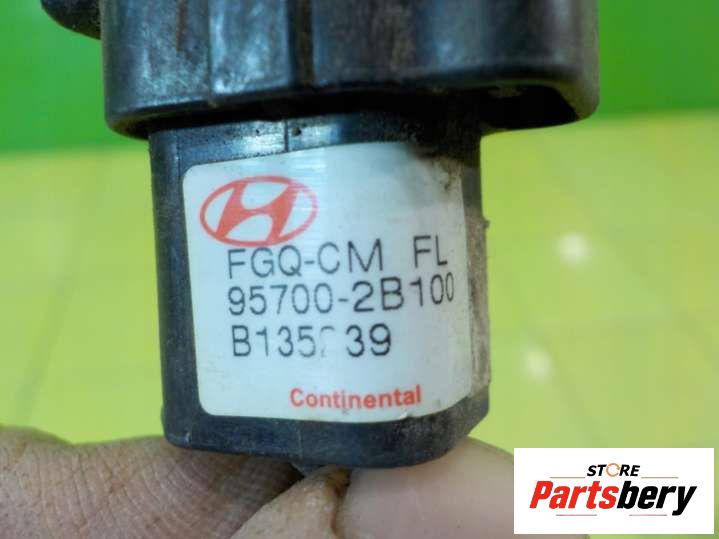 FGQ-CM FL
95700-2B100
Continental
STORE
Partsbery